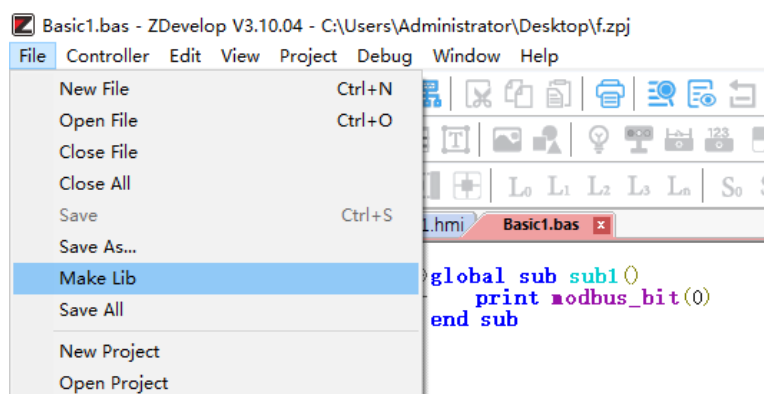 Basic1.bas - ZDevelop V3.10.04 - C:\Users\Administrator\Desktop\f.zpj
File Controller Edit View Project Debug Window Help
New File Ctrl+N
Open File Ctrl+O
Close File
Close All
Save Ctrl+S
Save As...
Make Lib
Save All
New Project
Open Project
T 123
L₀ L₁ L₂ L₃ Lₙ S₀
1.hmi Basic1.bas
global sub sub1()
print modbus_bit(0)
end sub